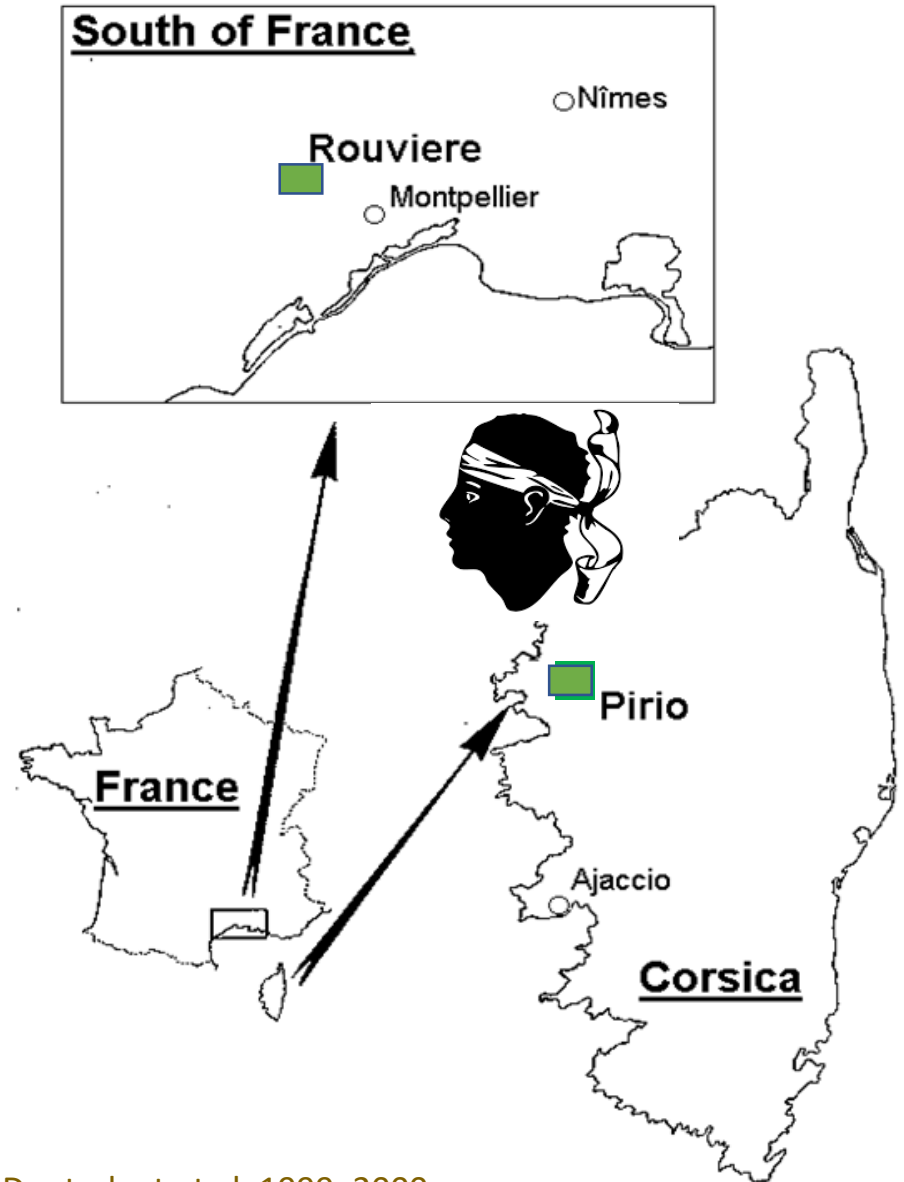 South of France
Nîmes
Rouviere
Montpellier
Pirio
France
Ajaccio
Corsica